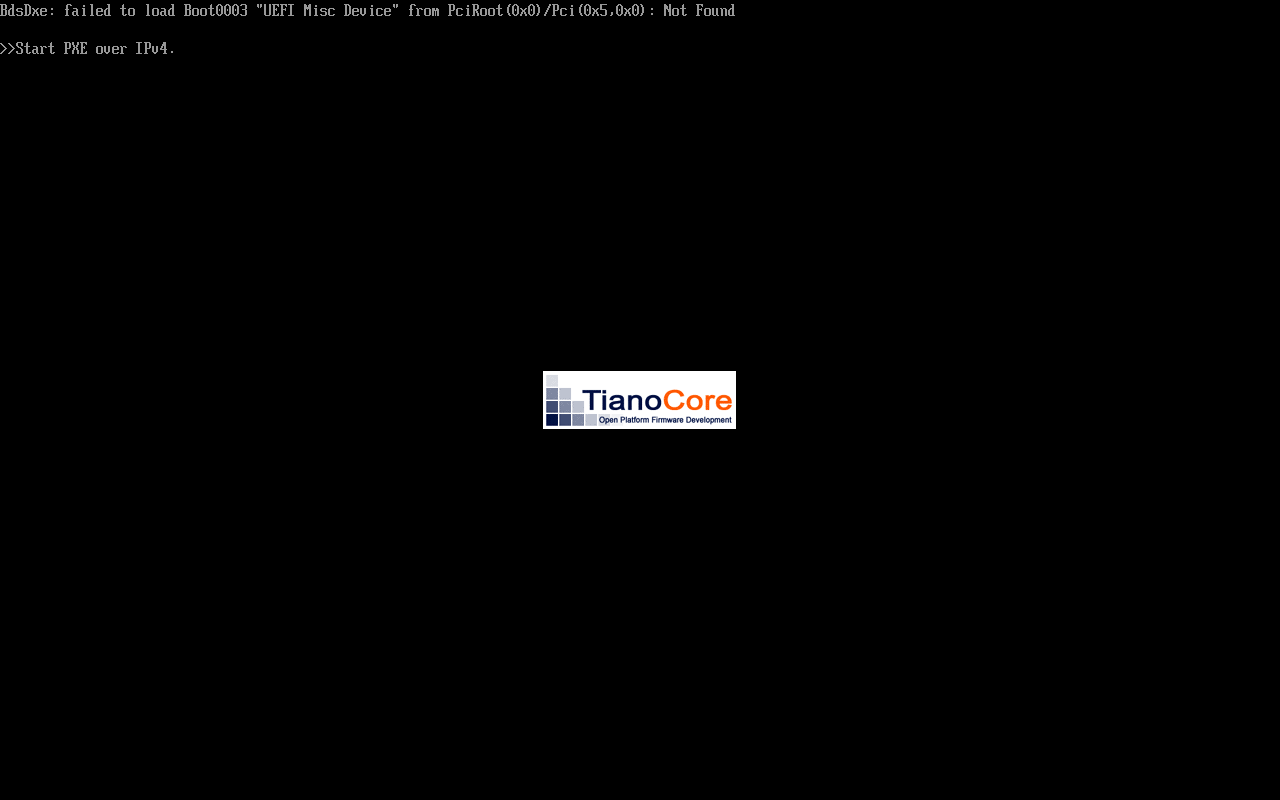 BdsDxe: failed to load Boot0003 "UEFI Misc Device" from PciRoot(0x0)/Pci(0x5,0x0): Not Found
>>Start PXE over IPv4.
TianoCore
Open Platform Firmware Development